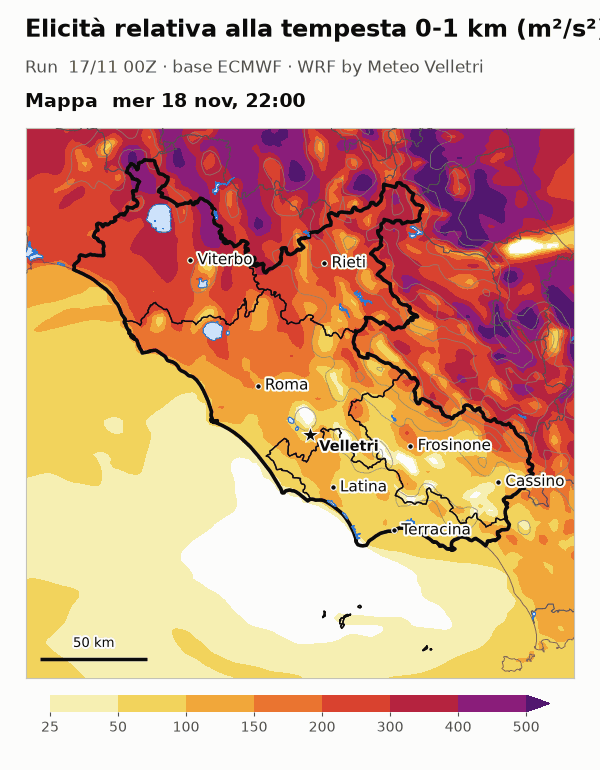 Elicità relativa alla tempesta 0-1 km (m²/s²)
Run 17/11 00Z · base ECMWF · WRF by Meteo Velletri
Mappa mer 18 nov, 22:00
Viterbo
Rieti
Roma
Velletri
Frosinone
Cassino
Latina
Terracina
50 km
25 50 100 150 200 300 400 500